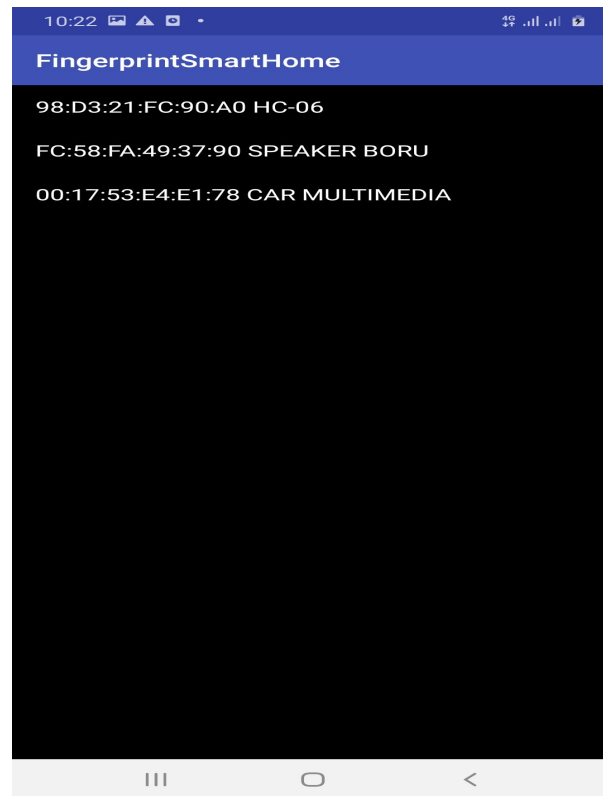 10:22
4G
FingerprintSmartHome
98:D3:21:FC:90:A0 HC-06
FC:58:FA:49:37:90 SPEAKER BORU
00:17:53:E4:E1:78 CAR MULTIMEDIA